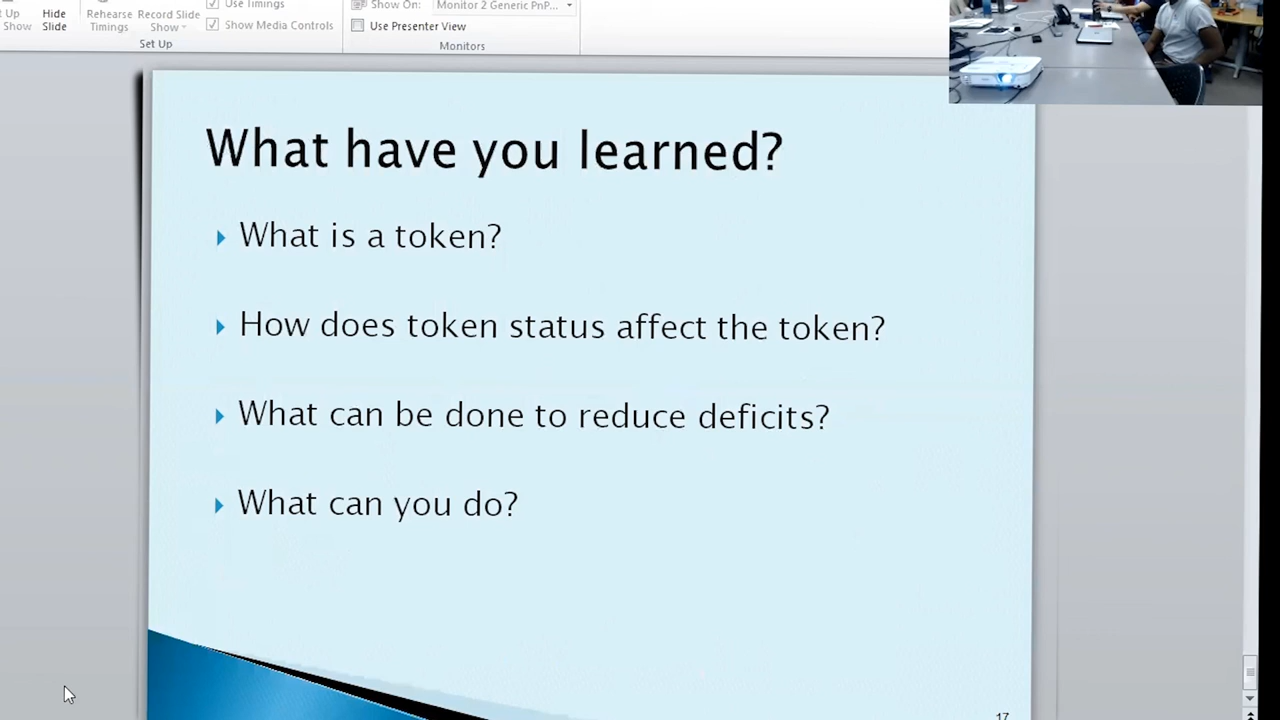 Use Timings
Show On: Monitor 2 Generic PnP...
Hide
Slide
Rehearse
Timings
Record Slide
Show
Show Media Controls
Use Presenter View
Show
Set Up
Monitors
What have you learned?
What is a token?
How does token status affect the token?
What can be done to reduce deficits?
What can you do?
17